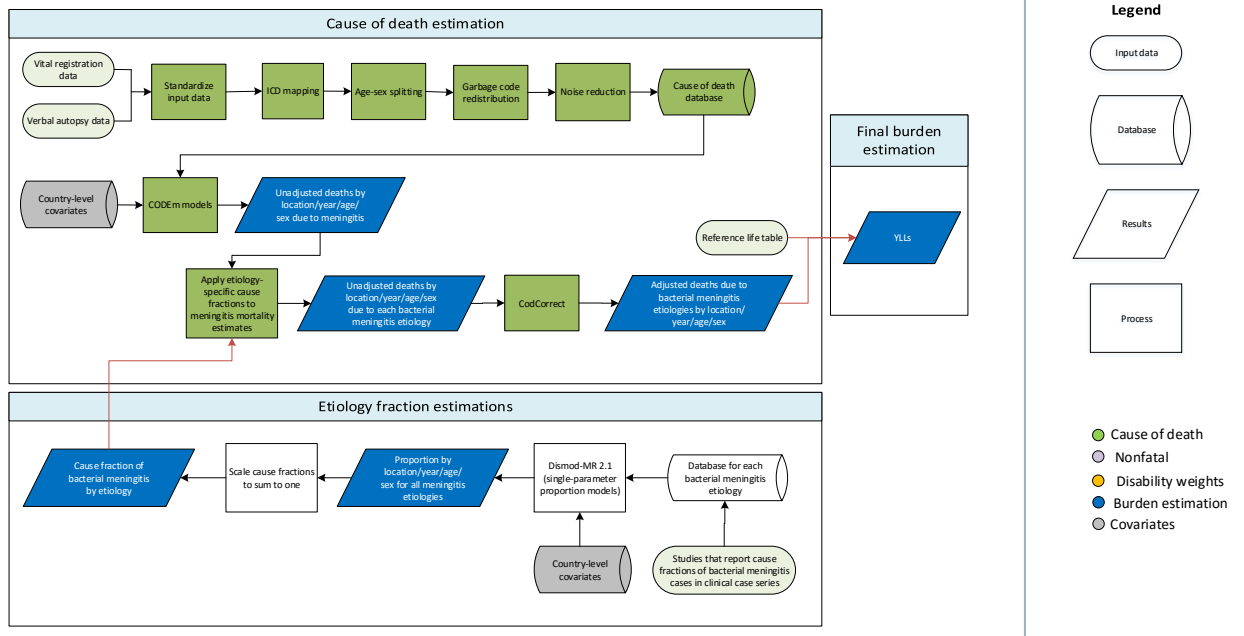 Cause of death estimation
Vital registration
data
Verbal autopsy data
Standardize
input data
ICD mapping
Age-sex splitting
Garbage code
redistribution
Noise reduction
Cause of death
database
Country-level
covariates
CODEm models
Unadjusted deaths by
location/year/age/
sex due to meningitis
Apply etiology-
specific cause
fractions to
meningitis mortality
estimates
Unadjusted deaths by
location/year/age/sex
due to each bacterial
meningitis etiology
CodCorrect
Adjusted deaths due to
bacterial meningitis
etiologies by location/
year/age/sex
Reference life table
Final burden
estimation
YLLs
Etiology fraction estimations
Cause fraction of
bacterial meningitis
by etiology
Scale cause fractions
to sum to one
Proportion by
location/year/age/
sex for all meningitis
etiologies
Dismod-MR 2.1
(single-parameter
proportion models)
Database for each
bacterial meningitis
etiology
Country-level
covariates
Studies that report cause
fractions of bacterial meningitis
cases in clinical case series
Legend
Input data
Database
Results
Process
Cause of death
Nonfatal
Disability weights
Burden estimation
Covariates